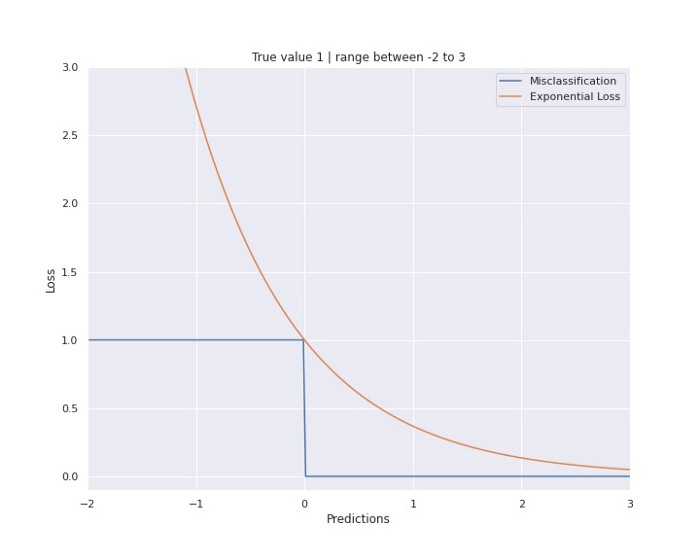 True value 1 | range between -2 to 3
3.0
Misclassification
Exponential Loss
2.5
2.0
1.5
Loss
1.0
0.5
0.0
−2 −1 0 1 2 3
Predictions